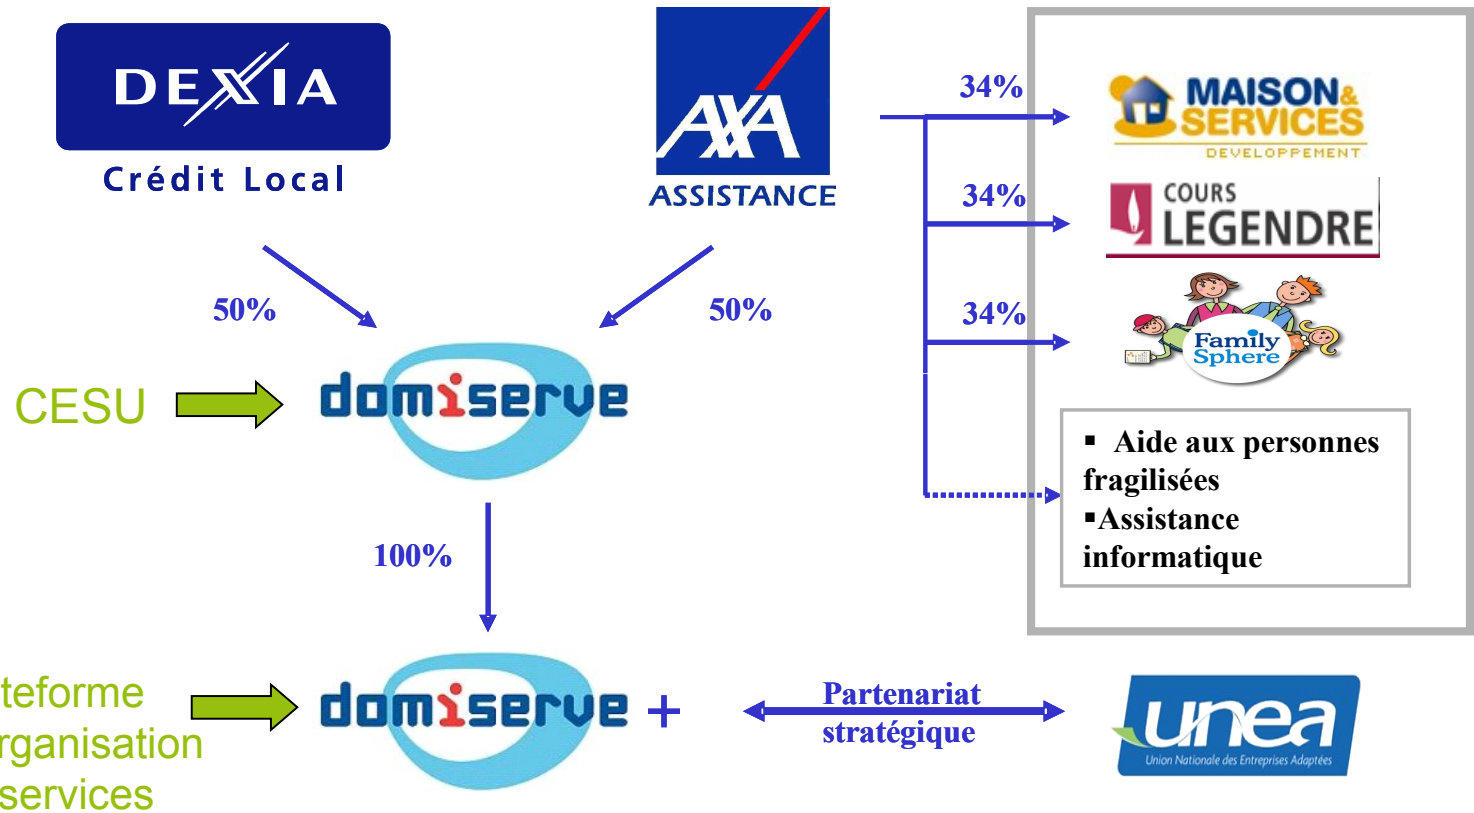 DEXIA
Crédit Local
AXA
ASSISTANCE
34%
MAISON&
SERVICES
DEVELOPPEMENT
34%
COURS
LEGENDRE
34%
Family
Sphere
50%
50%
CESU
domiserve
▪ Aide aux personnes
fragilisées
▪Assistance
informatique
100%
teforme
rganisation
services
domiserve +
Partenariat
stratégique
unea
Union Nationale des Entreprises Adaptées